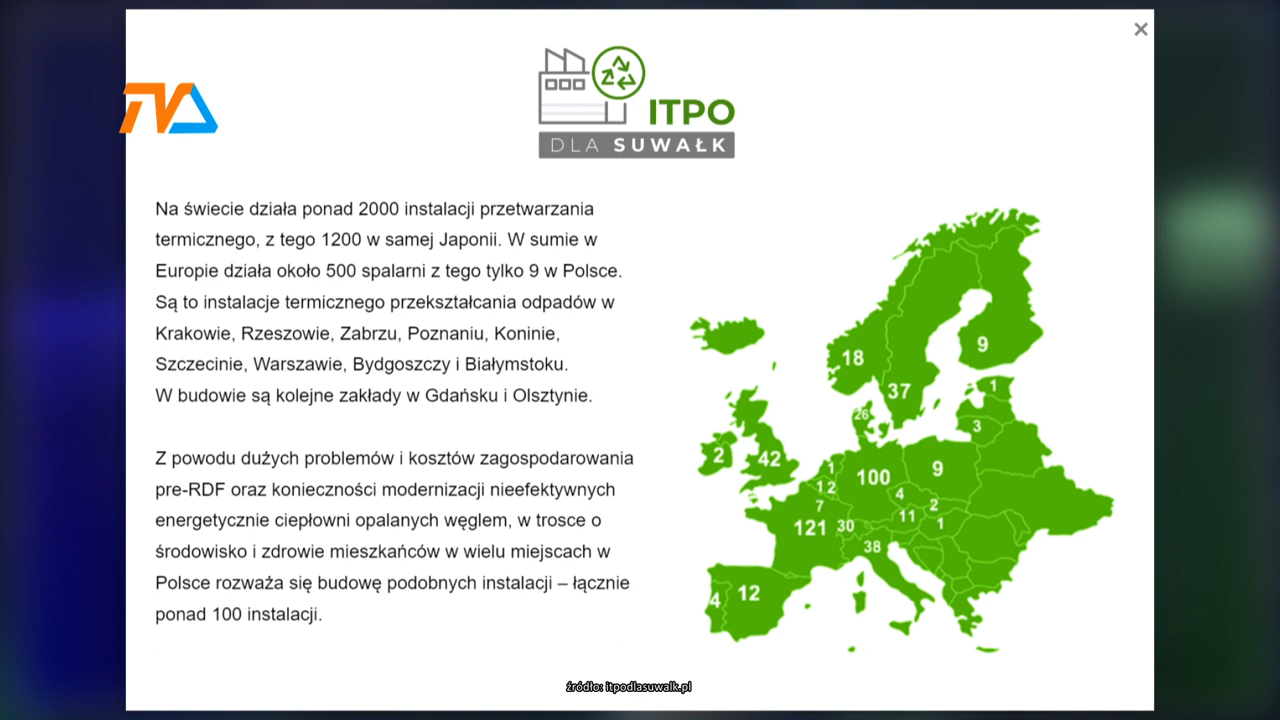 TVA
ITPO
DLA SUWAŁK
Na świecie działa ponad 2000 instalacji przetwarzania
termicznego, z tego 1200 w samej Japonii. W sumie w
Europie działa około 500 spalarni z tego tylko 9 w Polsce.
Są to instalacje termicznego przekształcania odpadów w
Krakowie, Rzeszowie, Zabrzu, Poznaniu, Koninie,
Szczecinie, Warszawie, Bydgoszczy i Białymstoku.
W budowie są kolejne zakłady w Gdańsku i Olsztynie.
Z powodu dużych problemów i kosztów zagospodarowania
pre-RDF oraz konieczności modernizacji nieefektywnych
energetycznie ciepłowni opalanych węglem, w trosce o
środowisko i zdrowie mieszkańców w wielu miejscach w
Polsce rozważa się budowę podobnych instalacji – łącznie
ponad 100 instalacji.
9
18
1
37
26
3
2
42
1
100
9
1 2
4
7
2
11
121
30
1
38
12
4
źródło: itpodlasuwalk.pl